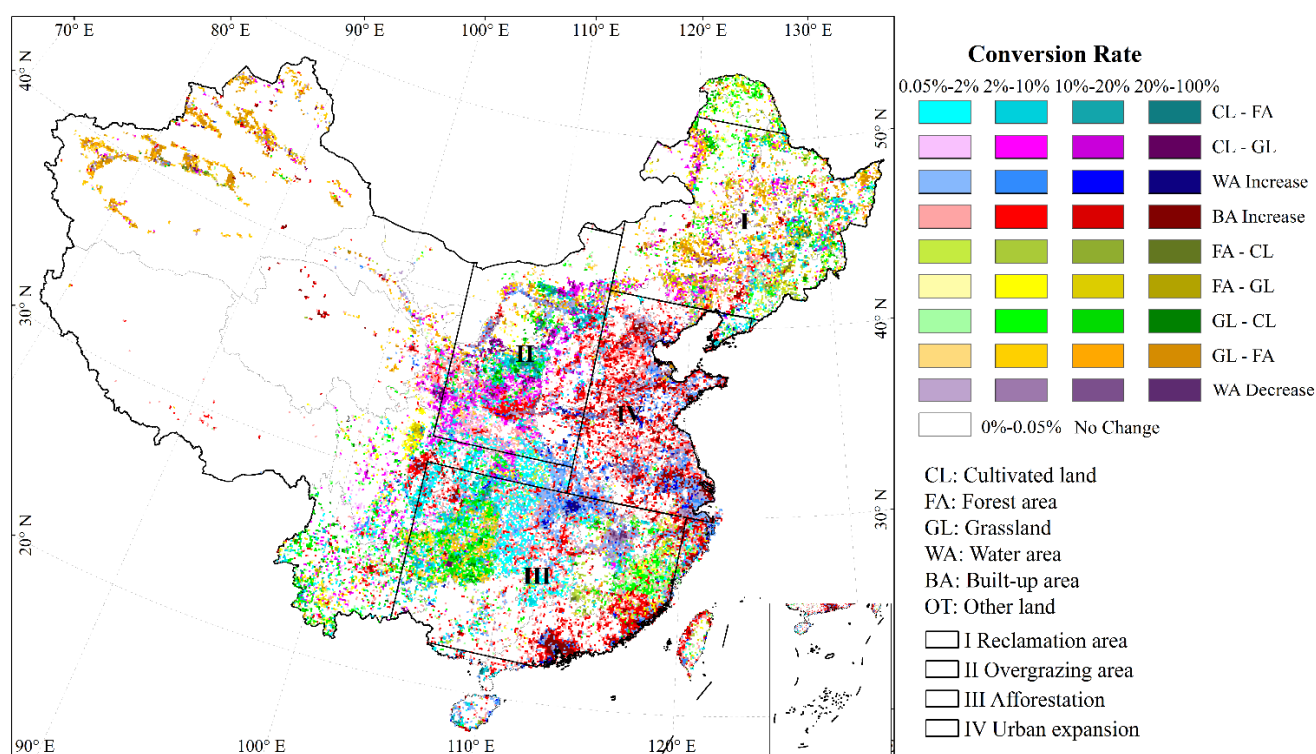 70° E
80° E
90° E
100° E
110° E
120° E
130° E
40° N
30° N
20° N
50° N
40° N
30° N
90° E
100° E
110° E
120° E
I
II
III
IV
Conversion Rate
0.05%-2% 2%-10% 10%-20% 20%-100%
CL - FA
CL - GL
WA Increase
BA Increase
FA - CL
FA - GL
GL - CL
GL - FA
WA Decrease
0%-0.05% No Change
CL: Cultivated land
FA: Forest area
GL: Grassland
WA: Water area
BA: Built-up area
OT: Other land
I Reclamation area
II Overgrazing area
III Afforestation
IV Urban expansion